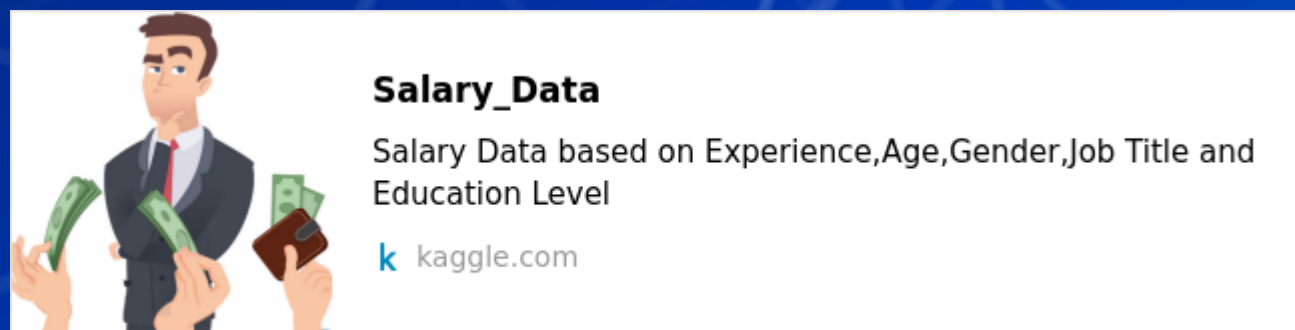 Salary_Data
Salary Data based on Experience,Age,Gender,Job Title and
Education Level
k kaggle.com